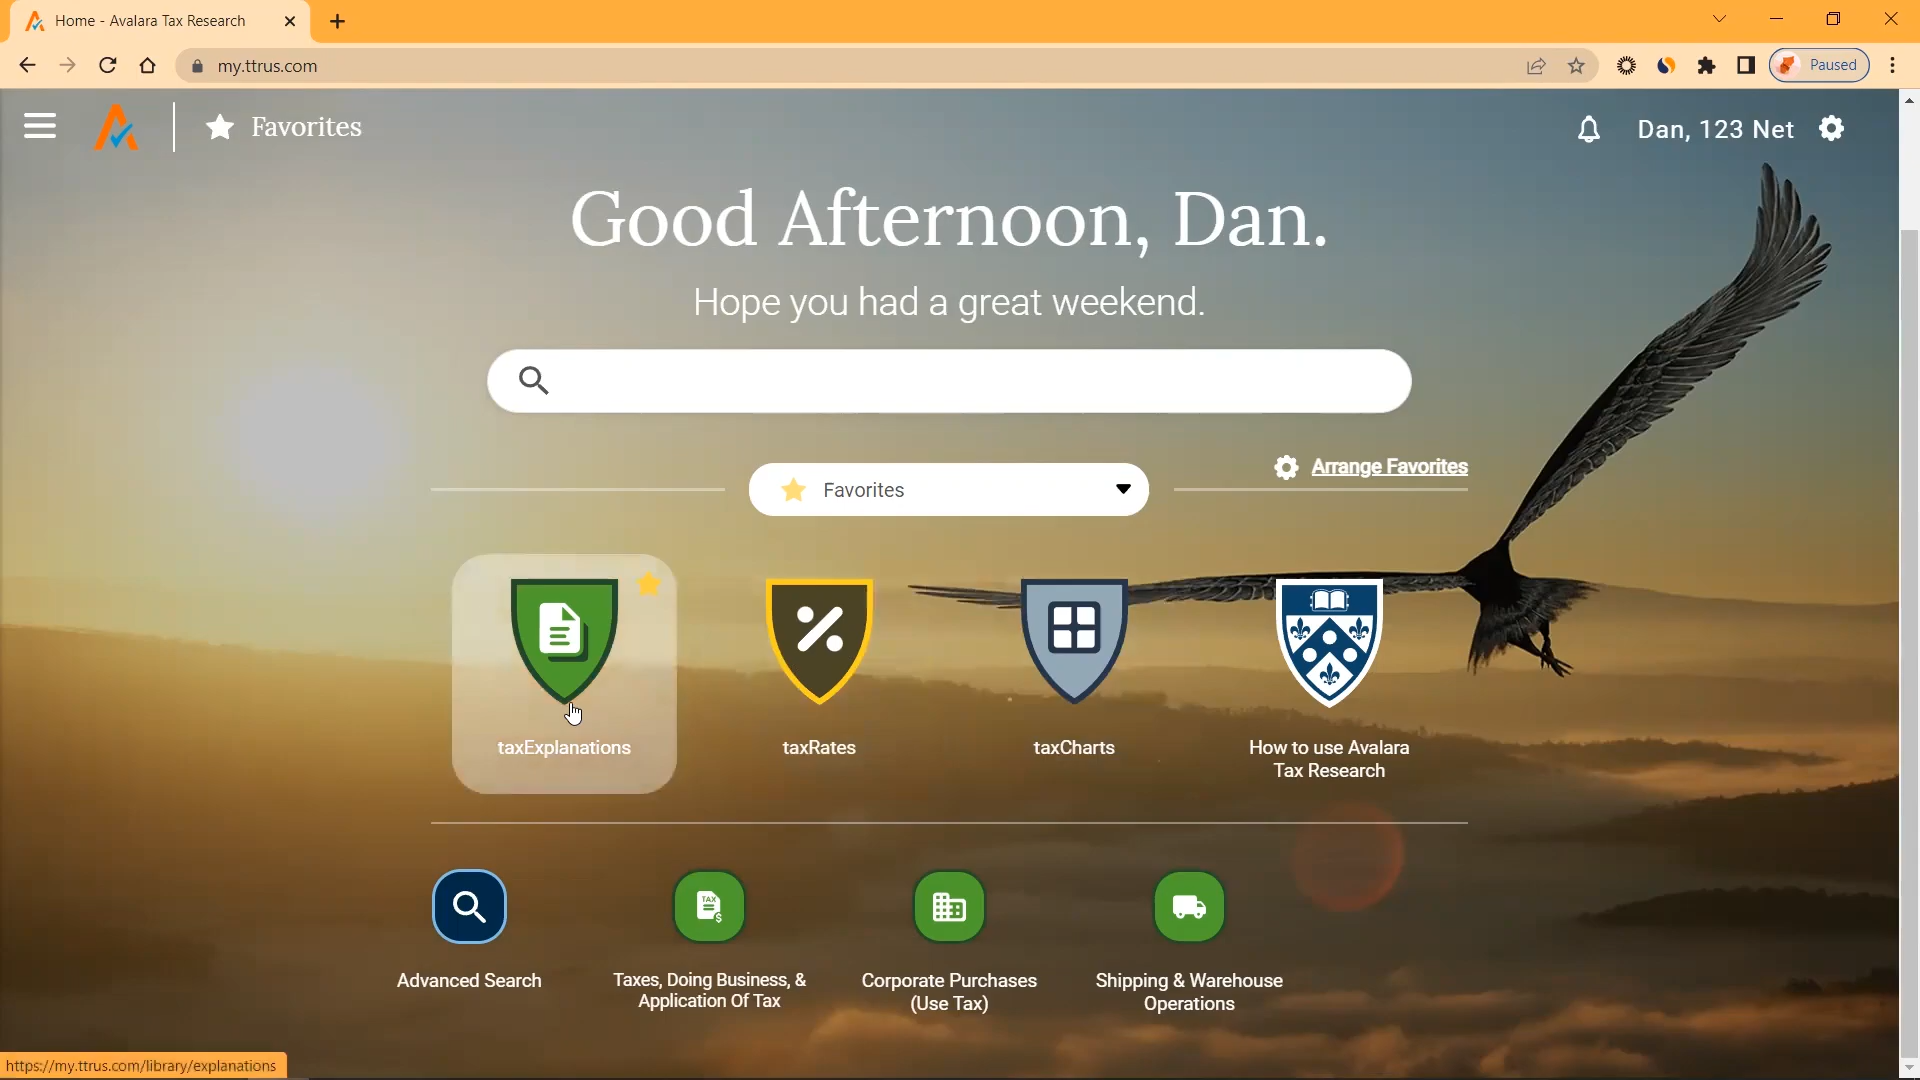 Home - Avalara Tax Research
my.ttrus.com
Paused
Favorites
Dan, 123 Net
Good Afternoon, Dan.
Hope you had a great weekend.
Arrange Favorites
Favorites
taxExplanations
taxRates
taxCharts
How to use Avalara
Tax Research
TAX
$
Advanced Search
Taxes, Doing Business, &
Application Of Tax
Corporate Purchases
(Use Tax)
Shipping & Warehouse
Operations
https://my.ttrus.com/library/explanations